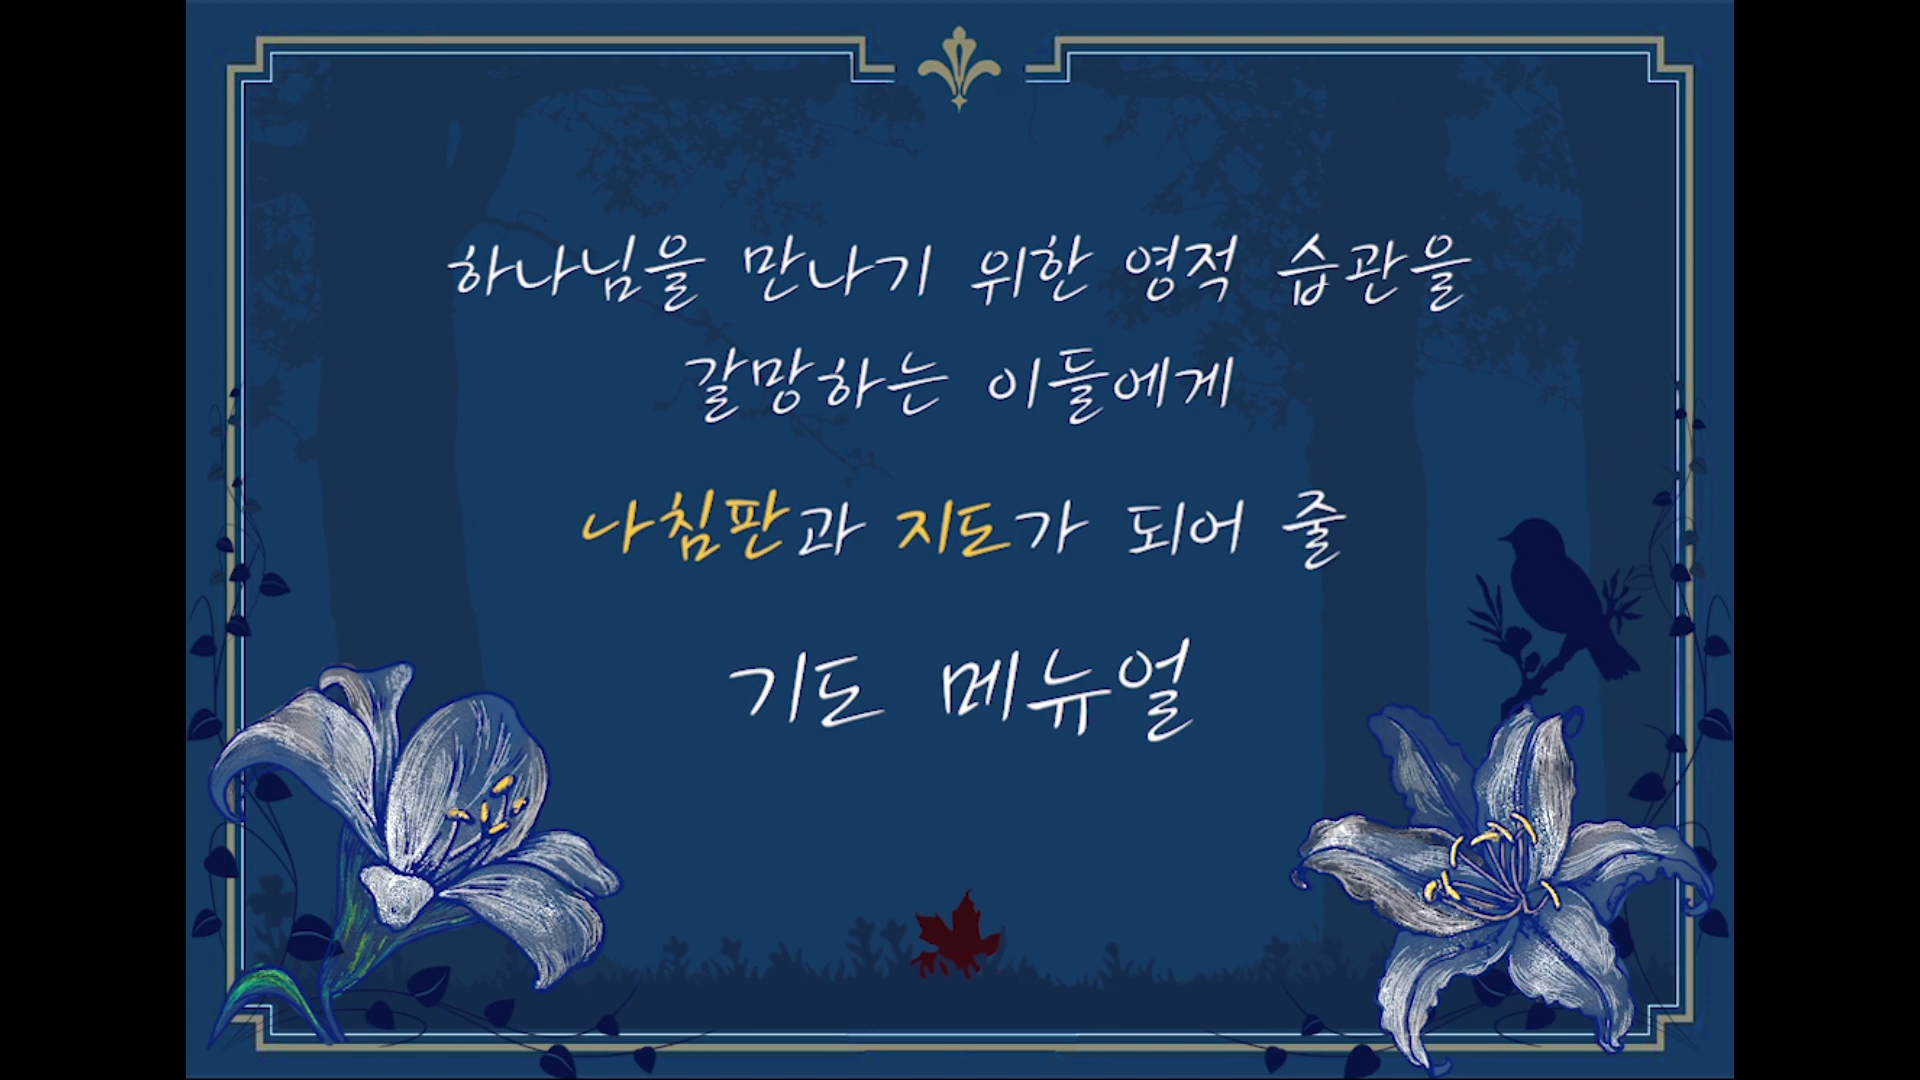 하나님을 만나기 위한 영적 습관을
갈망하는 이들에게
나침판과 지도가 되어 줄
기도 메뉴얼